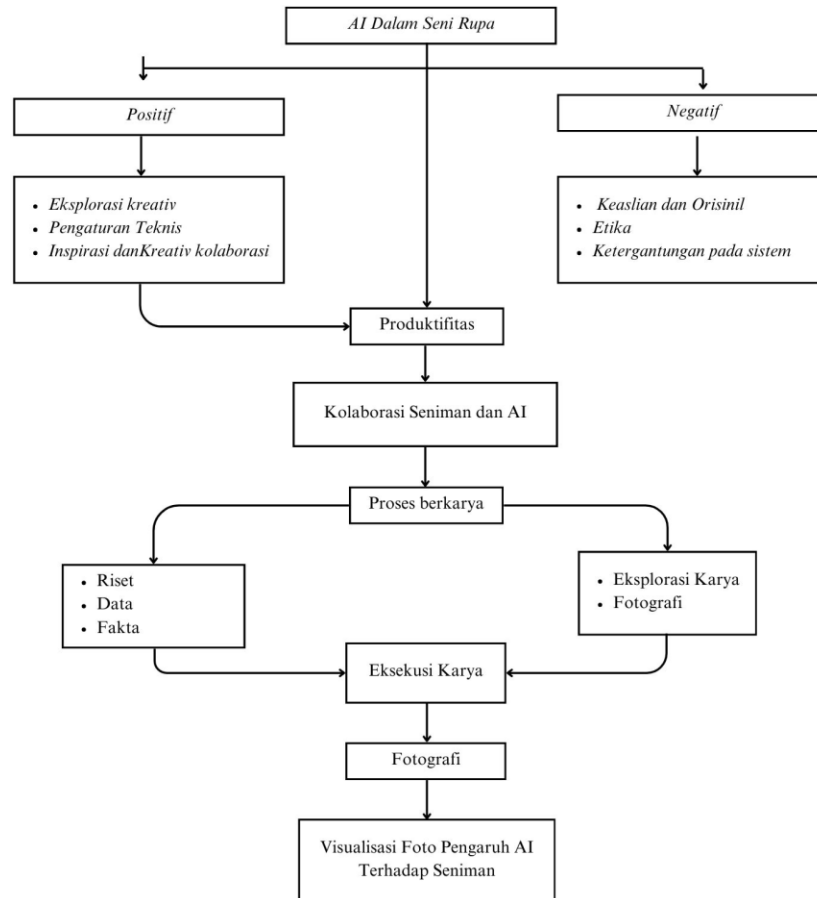 AI Dalam Seni Rupa
Positif
Negatif
• Eksplorasi kreativ
• Pengaturan Teknis
• Inspirasi danKreativ kolaborasi
• Keaslian dan Orisinil
• Etika
• Ketergantungan pada sistem
Produktifitas
Kolaborasi Seniman dan AI
Proses berkarya
• Riset
• Data
• Fakta
• Eksplorasi Karya
• Fotografi
Eksekusi Karya
Fotografi
Visualisasi Foto Pengaruh AI
Terhadap Seniman